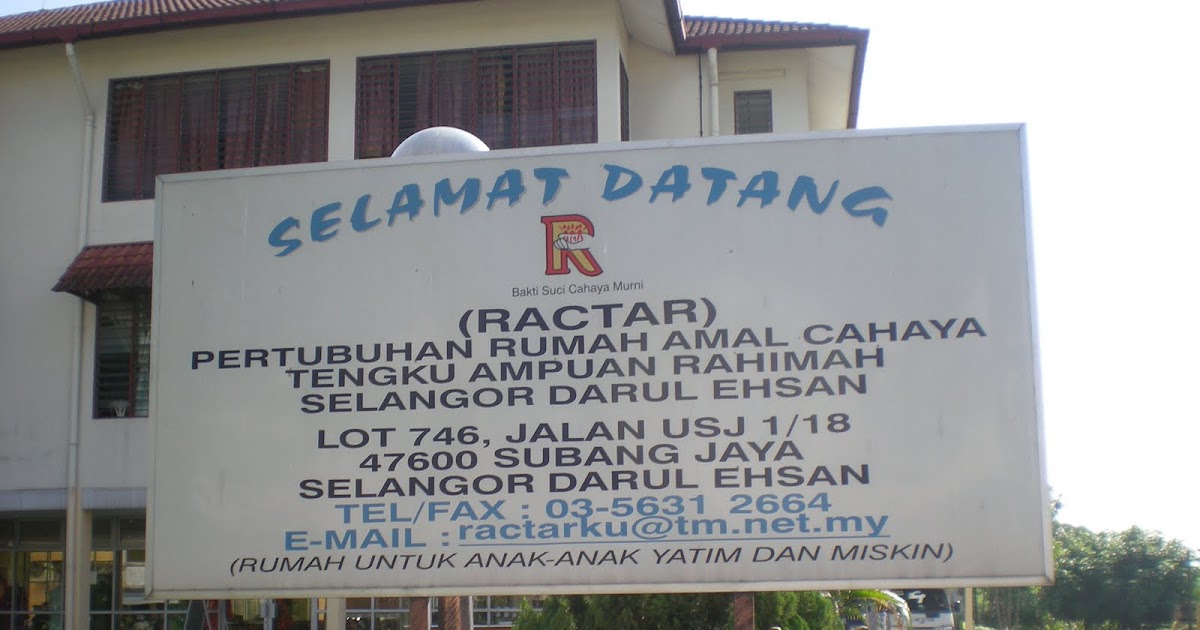 SELAMAT DATANG
R
Bakti Suci Cahaya Murni
(RACTAR)
PERTUBUHAN RUMAH AMAL CAHAYA
TENGKU AMPUAN RAHIMAH
SELANGOR DARUL EHSAN
LOT 746, JALAN USJ 1/18
47600 SUBANG JAYA
SELANGOR DARUL EHSAN
TEL/FAX : 03-5631 2664
E-MAIL : ractarku@tm.net.my
(RUMAH UNTUK ANAK-ANAK YATIM DAN MISKIN)